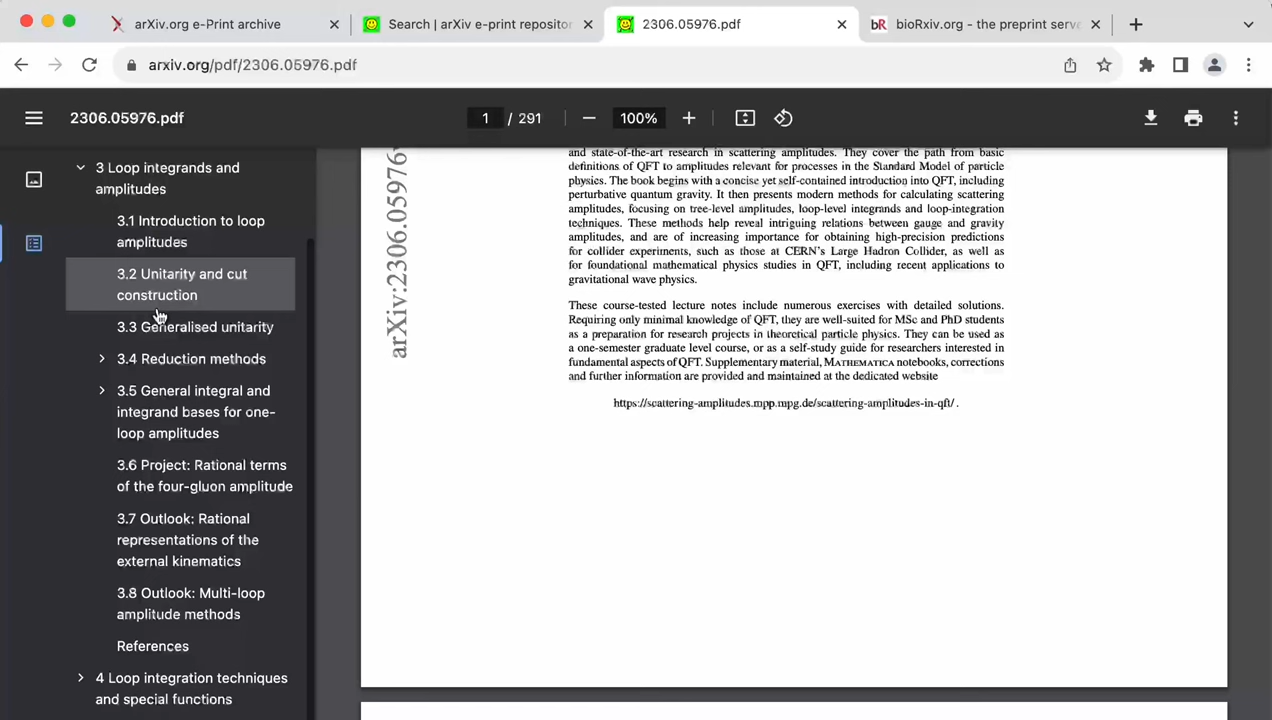 arXiv.org e-Print archive
Search | arXiv e-print repositor
2306.05976.pdf
bioRxiv.org - the preprint serve
arxiv.org/pdf/2306.05976.pdf
2306.05976.pdf
1 / 291
100%
3 Loop integrands and
amplitudes
3.1 Introduction to loop
amplitudes
3.2 Unitarity and cut
construction
3.3 Generalised unitarity
3.4 Reduction methods
3.5 General integral and
integrand bases for one-
loop amplitudes
3.6 Project: Rational terms
of the four-gluon amplitude
3.7 Outlook: Rational
representations of the
external kinematics
3.8 Outlook: Multi-loop
amplitude methods
References
4 Loop integration techniques
and special functions
arXiv:2306.05976v
and state-of-the-art research in scattering amplitudes. They cover the path from basic
definitions of QFT to amplitudes relevant for processes in the Standard Model of particle
physics. The book begins with a concise yet self-contained introduction into QFT, including
perturbative quantum gravity. It then presents modern methods for calculating scattering
amplitudes, focusing on tree-level amplitudes, loop-level integrands and loop-integration
techniques. These methods help reveal intriguing relations between gauge and gravity
amplitudes, and are of increasing importance for obtaining high-precision predictions
for collider experiments, such as those at CERN's Large Hadron Collider, as well as
for foundational mathematical physics studies in QFT, including recent applications to
gravitational wave physics.
These course-tested lecture notes include numerous exercises with detailed solutions.
Requiring only minimal knowledge of QFT, they are well-suited for MSc and PhD students
as a preparation for research projects in theoretical particle physics. They can be used as
a one-semester graduate level course, or as a self-study guide for researchers interested in
fundamental aspects of QFT. Supplementary material, MATHEMATICA notebooks, corrections
and further information are provided and maintained at the dedicated website
https://scattering-amplitudes.mpp.mpg.de/scattering-amplitudes-in-qft/ .